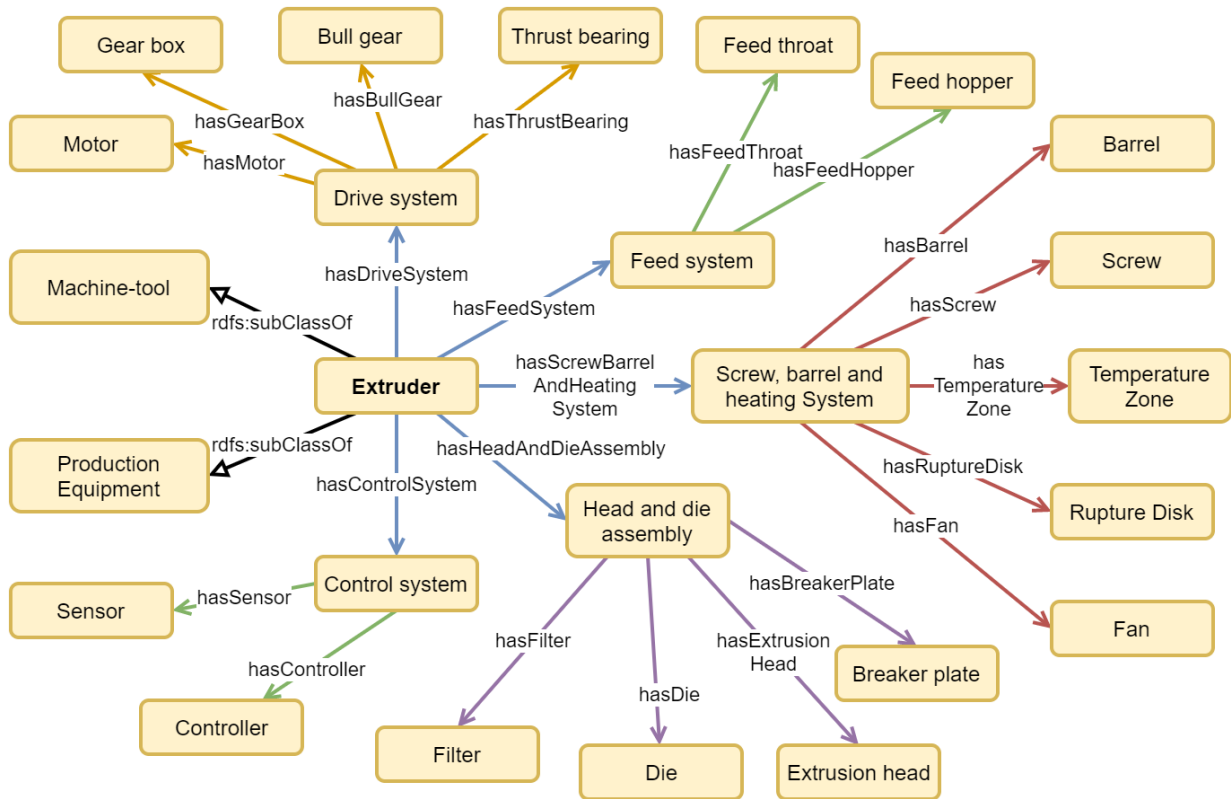 Gear box
Bull gear
Thrust bearing
Feed throat
Feed hopper
hasBullGear
hasGearBox
hasThrustBearing
Motor
hasMotor
hasFeedThroat
hasFeedHopper
Barrel
Drive system
hasBarrel
Feed system
Screw
Machine-tool
hasDriveSystem
hasFeedSystem
hasScrew
rdfs:subClassOf
Extruder
hasScrewBarrel
AndHeating
System
Screw, barrel and
heating System
has
Temperature
Zone
Temperature
Zone
rdfs:subClassOf
hasHeadAndDieAssembly
Production
Equipment
hasControlSystem
hasRuptureDisk
Head and die
assembly
Rupture Disk
hasFan
Control system
hasSensor
Sensor
hasBreakerPlate
Fan
hasFilter
hasExtrusion
Head
hasController
Breaker plate
hasDie
Controller
Filter
Die
Extrusion head